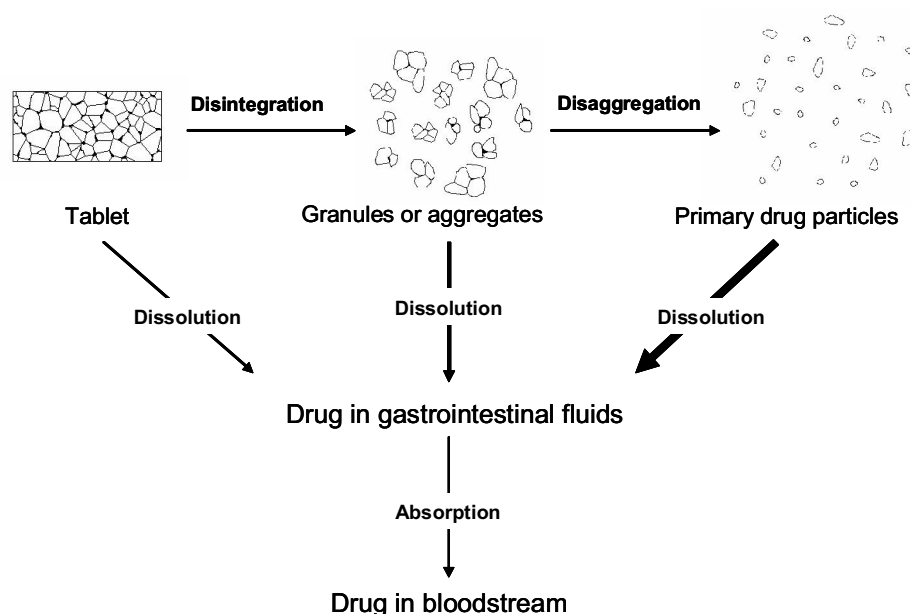 Disintegration
Disaggregation
Tablet
Granules or aggregates
Primary drug particles
Dissolution
Dissolution
Dissolution
Drug in gastrointestinal fluids
Absorption
Drug in bloodstream